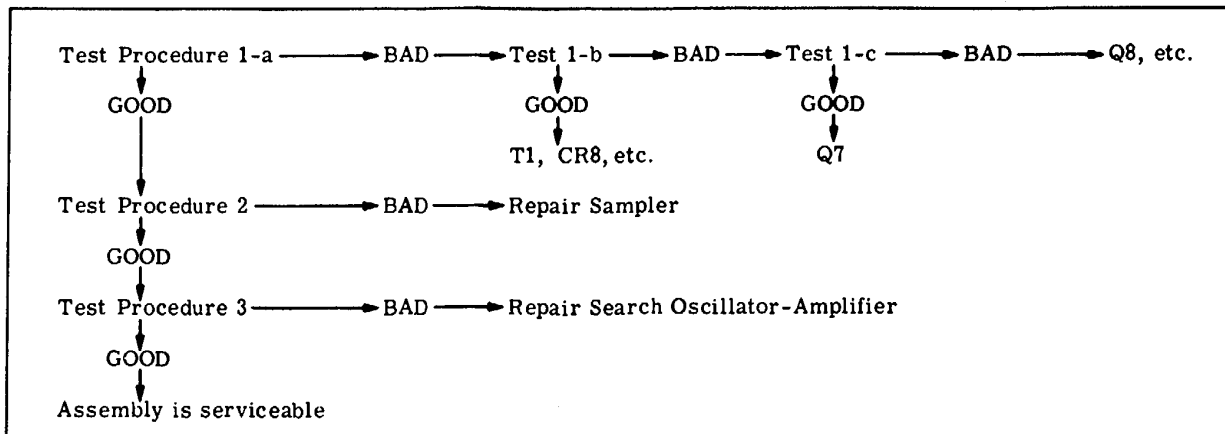 Test Procedure 1-a BAD Test 1-b BAD Test 1-c BAD Q8, etc.
GOOD GOOD GOOD
T1, CR8, etc. Q7
Test Procedure 2 BAD Repair Sampler
GOOD
Test Procedure 3 BAD Repair Search Oscillator-Amplifier
GOOD
Assembly is serviceable